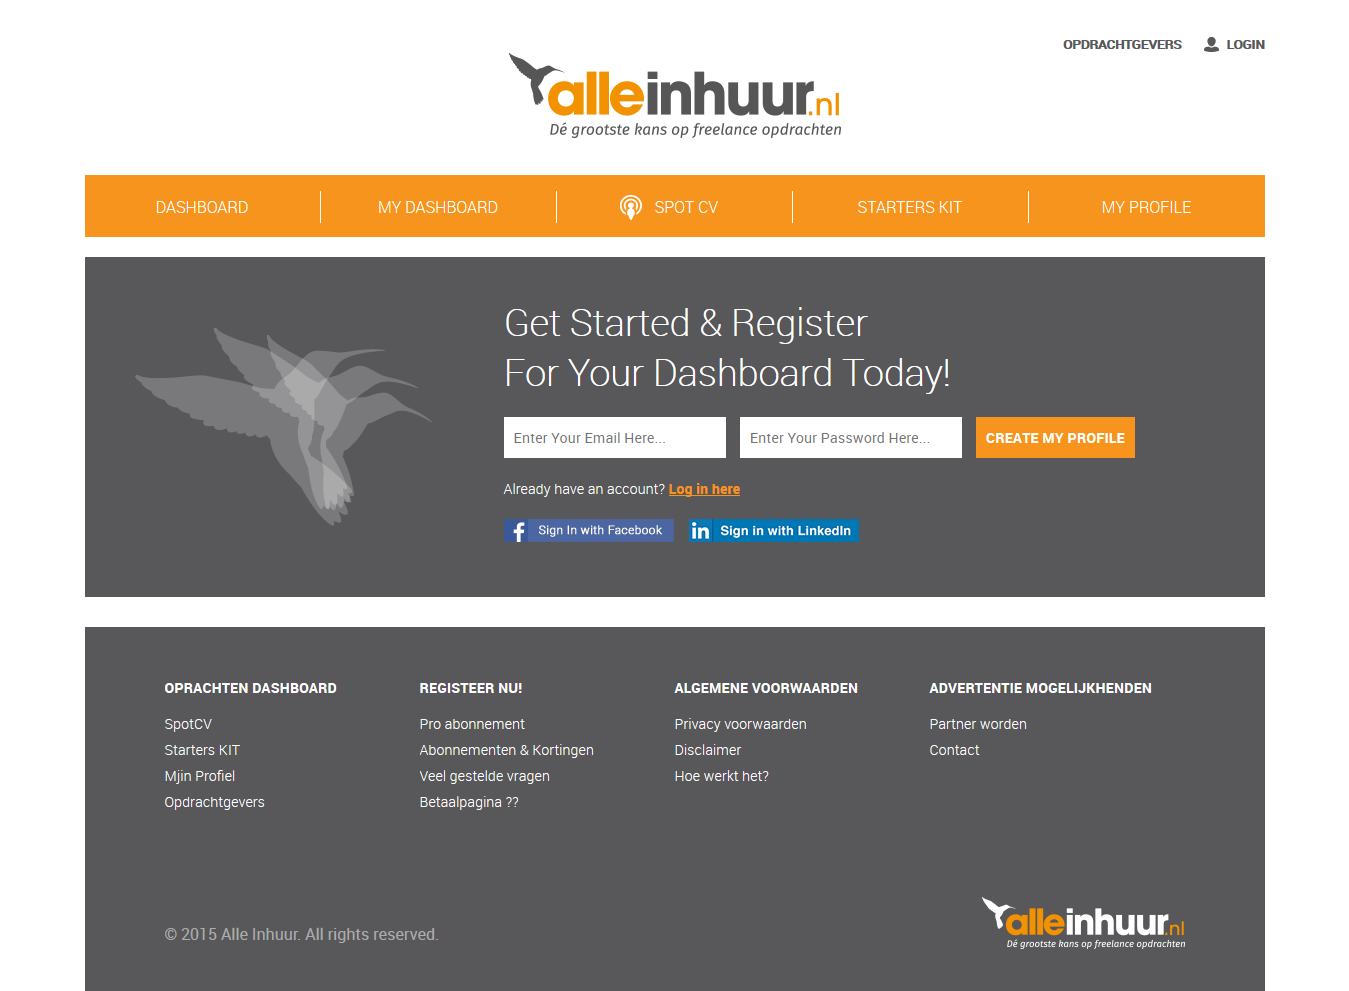 OPDRACHTGEVERS LOGIN
alleinhuur.nl
Dé grootste kans op freelance opdrachten
DASHBOARD MY DASHBOARD SPOT CV STARTERS KIT MY PROFILE
Get Started & Register
For Your Dashboard Today!
Enter Your Email Here... Enter Your Password Here... CREATE MY PROFILE
Already have an account? Log in here
f Sign In with Facebook in Sign in with LinkedIn
OPRACHTEN DASHBOARD
SpotCV
Starters KIT
Mjin Profiel
Opdrachtgevers
REGISTEER NU!
Pro abonnement
Abonnementen & Kortingen
Veel gestelde vragen
Betaalpagina ??
ALGEMENE VOORWAARDEN
Privacy voorwaarden
Disclaimer
Hoe werkt het?
ADVERTENTIE MOGELIJKHENDEN
Partner worden
Contact
© 2015 Alle Inhuur. All rights reserved.
alleinhuur.nl
Dé grootste kans op freelance opdrachten